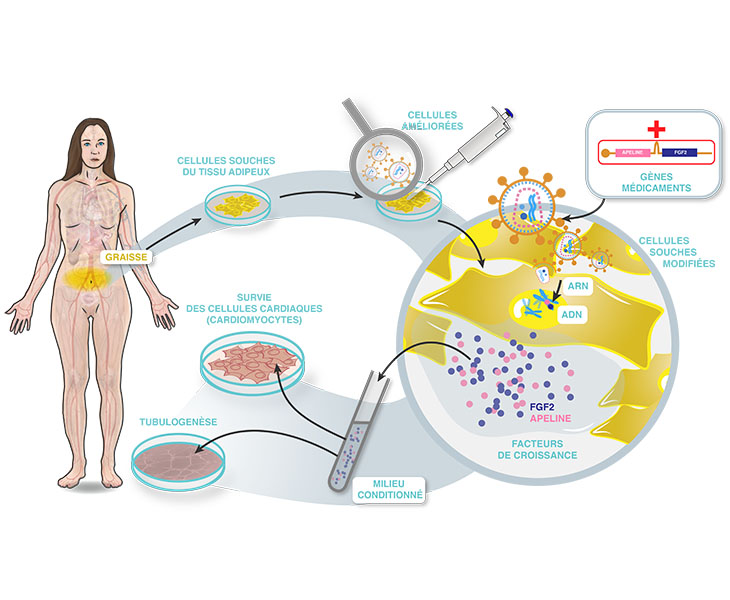 CELLULES
AMÉLIORÉES
CELLULES SOUCHES
DU TISSU ADIPEUX
APELINE
FGF2
GÈNES
MÉDICAMENTS
GRAISSE
CELLULES
SOUCHES
MODIFIÉES
ARN
ADN
SURVIE
DES CELLULES CARDIAQUES
(CARDIOMYOCYTES)
FGF2
APELINE
TUBULOGENÈSE
FACTEURS
DE CROISSANCE
MILIEU
CONDITIONNÉ